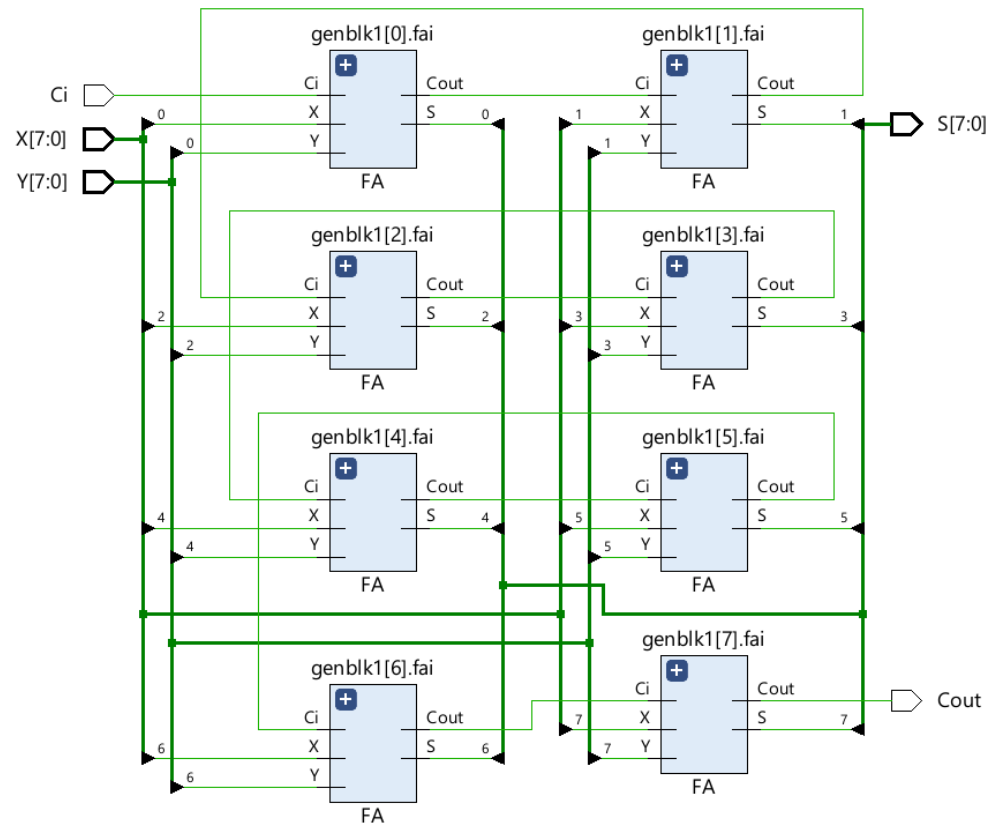 genblk1[0].fai
genblk1[1].fai
Ci
Ci
Cout
Ci
Cout
X[7:0]
0
X
S
0
1
X
S
1
S[7:0]
Y[7:0]
0
Y
1
Y
FA
FA
genblk1[2].fai
genblk1[3].fai
Ci
Cout
Ci
Cout
2
X
S
2
3
X
S
3
2
Y
3
Y
FA
FA
genblk1[4].fai
genblk1[5].fai
Ci
Cout
Ci
Cout
4
X
S
4
5
X
S
5
4
Y
5
Y
FA
FA
genblk1[6].fai
genblk1[7].fai
Ci
Cout
Ci
Cout
Cout
6
X
S
6
7
X
S
7
6
Y
7
Y
FA
FA